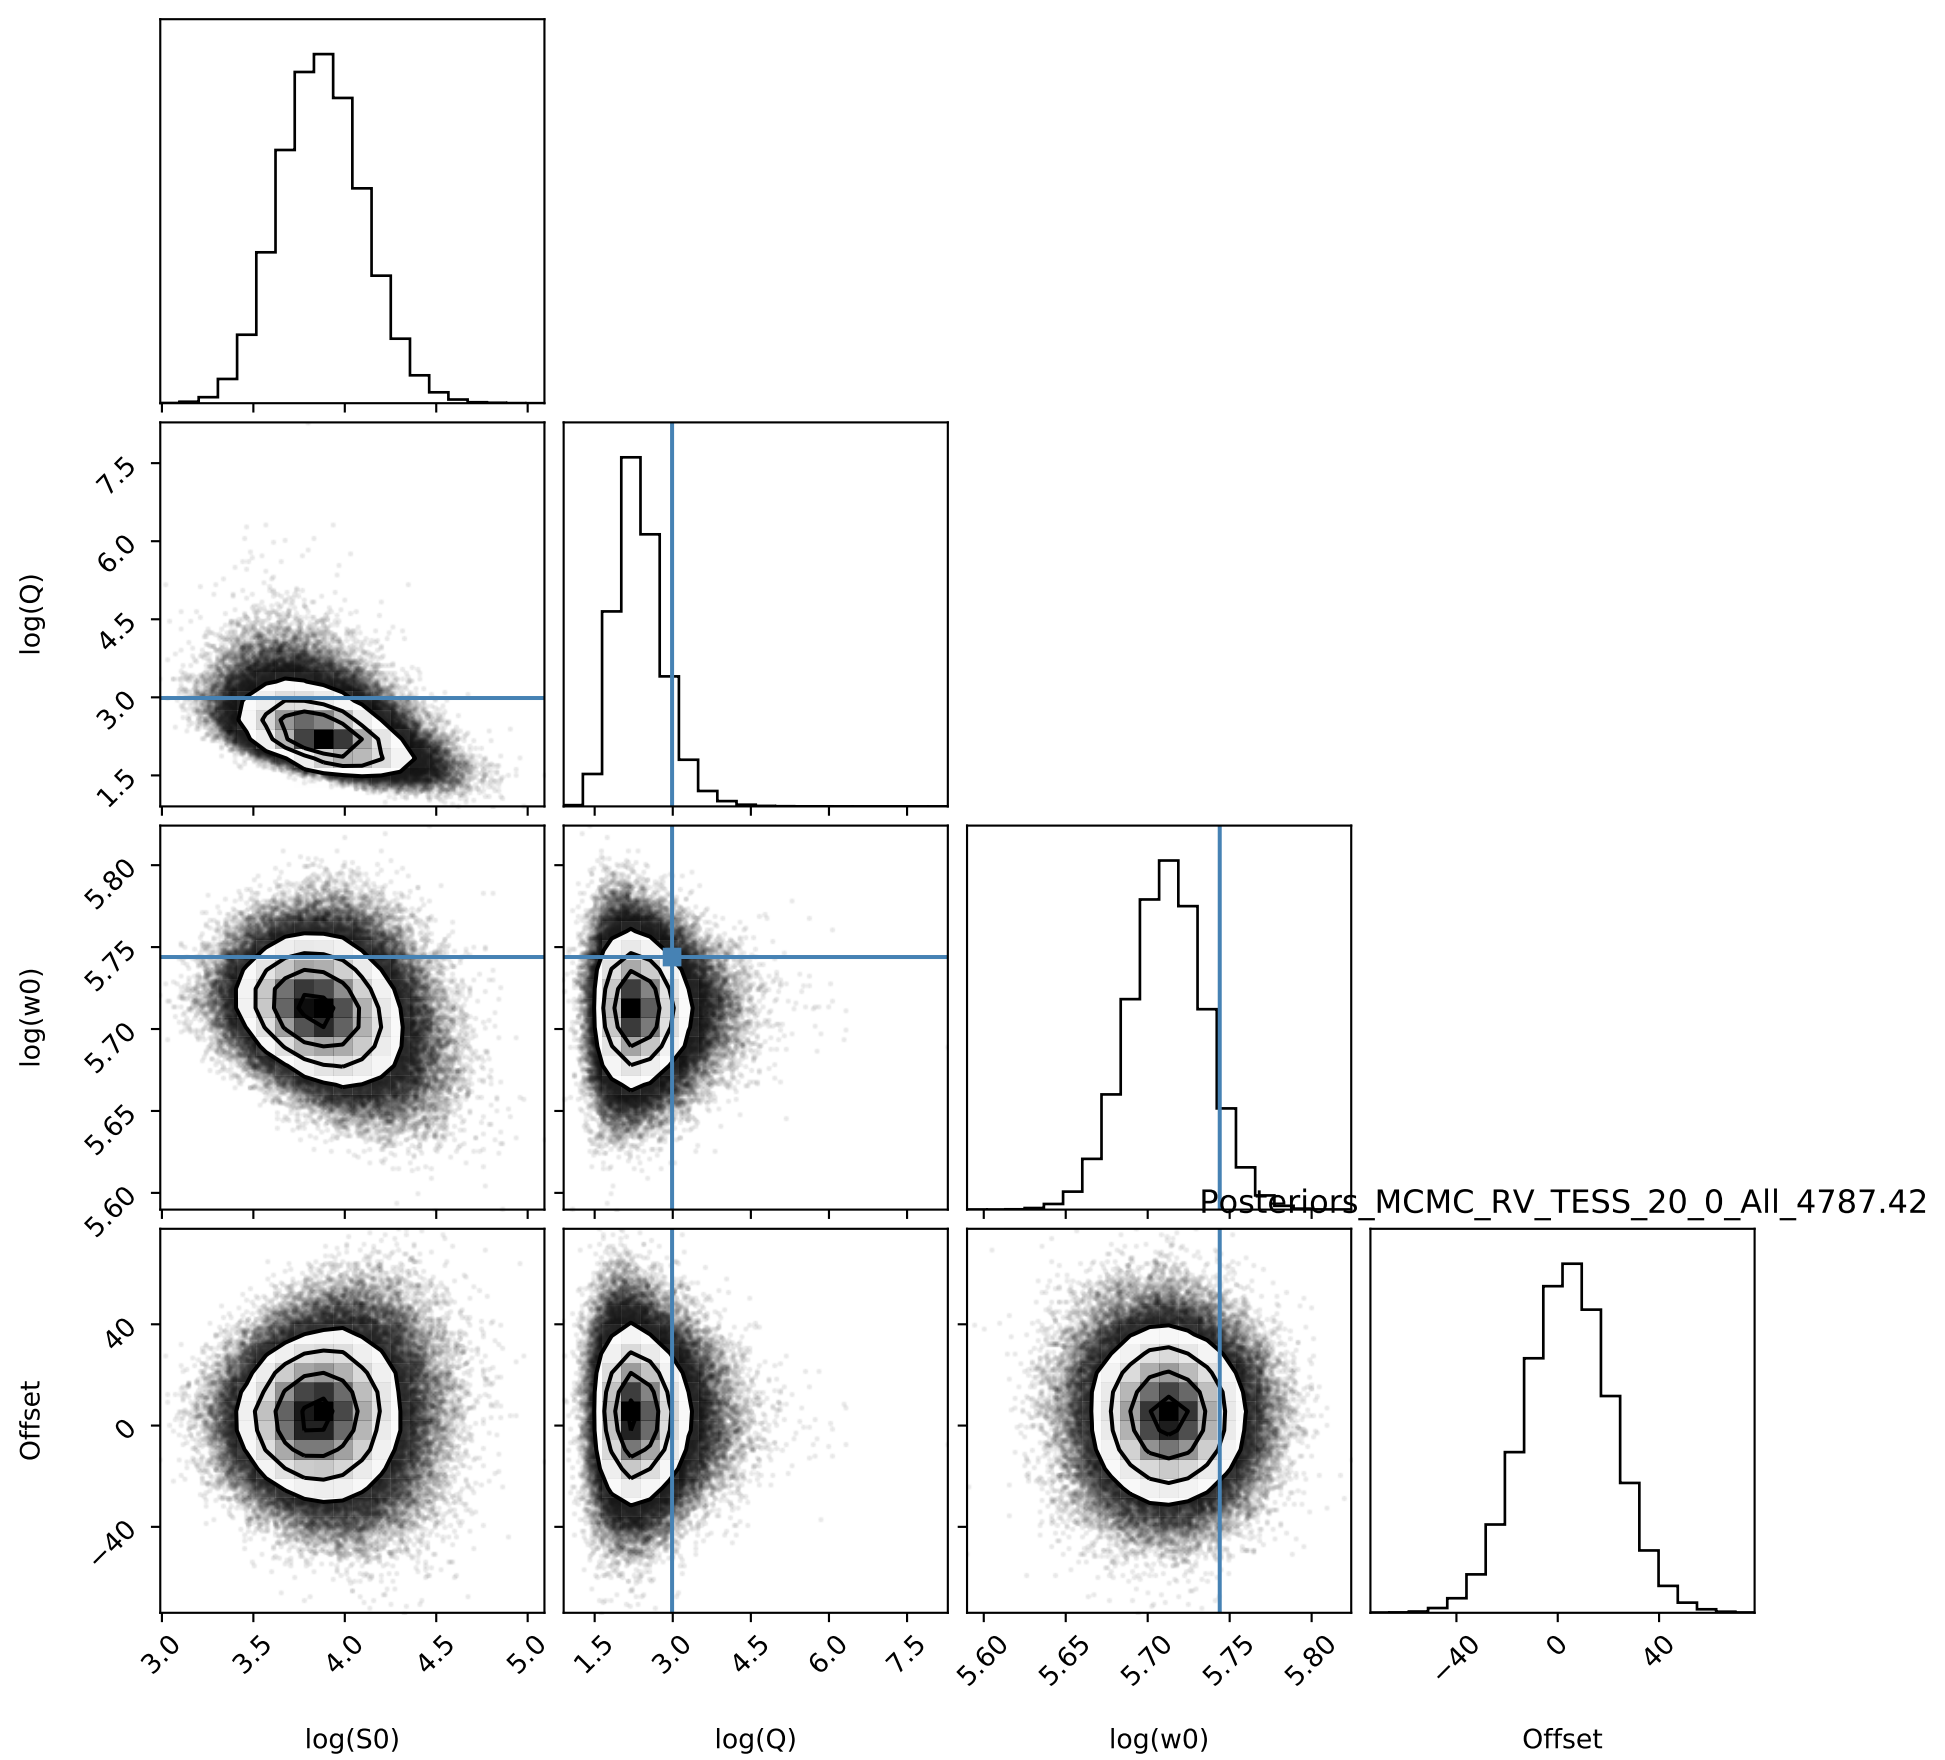 7.5
6.0
4.5
3.0
1.5
log(Q)
5.80
5.75
5.70
5.65
5.60
log(w0)
Posteriors_MCMC_RV_TESS_20_0_All_4787.42
40
0
−40
Offset
3.0 3.5 4.0 4.5 5.0
1.5 3.0 4.5 6.0 7.5
5.60 5.65 5.70 5.75 5.80
−40 0 40
log(S0)
log(Q)
log(w0)
Offset